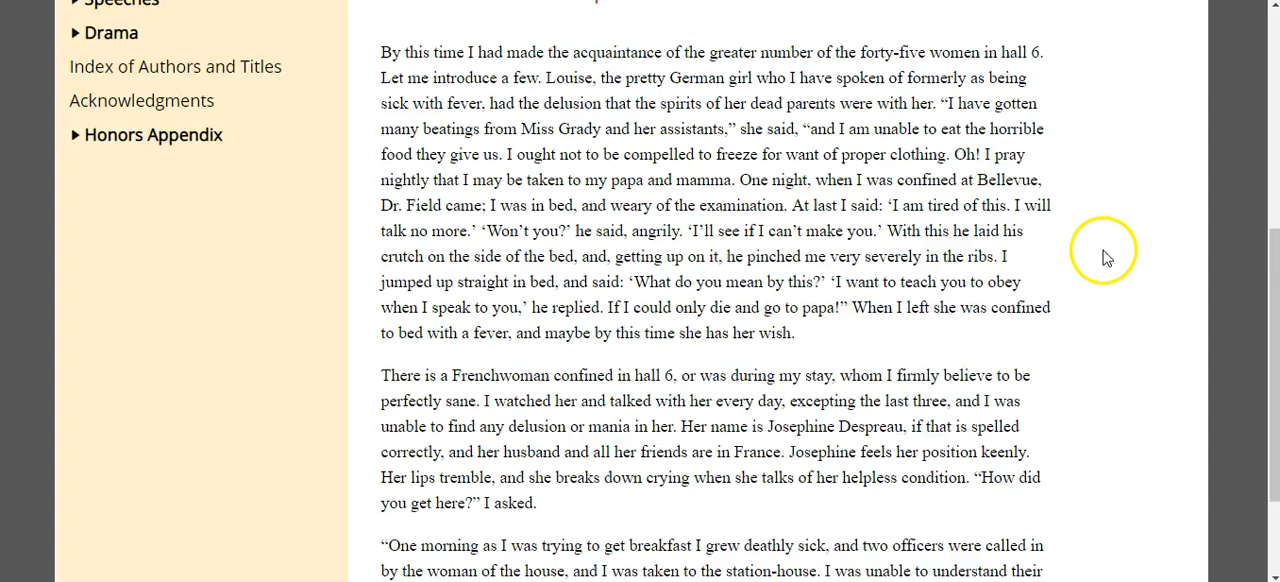 Speeches
Drama
Index of Authors and Titles
Acknowledgments
Honors Appendix
By this time I had made the acquaintance of the greater number of the forty-five women in hall 6.
Let me introduce a few. Louise, the pretty German girl who I have spoken of formerly as being
sick with fever, had the delusion that the spirits of her dead parents were with her. “I have gotten
many beatings from Miss Grady and her assistants,” she said, “and I am unable to eat the horrible
food they give us. I ought not to be compelled to freeze for want of proper clothing. Oh! I pray
nightly that I may be taken to my papa and mamma. One night, when I was confined at Bellevue,
Dr. Field came; I was in bed, and weary of the examination. At last I said: ‘I am tired of this. I will
talk no more.’ ‘Won’t you?’ he said, angrily. ‘I’ll see if I can’t make you.’ With this he laid his
crutch on the side of the bed, and, getting up on it, he pinched me very severely in the ribs. I
jumped up straight in bed, and said: ‘What do you mean by this?’ ‘I want to teach you to obey
when I speak to you,’ he replied. If I could only die and go to papa!” When I left she was confined
to bed with a fever, and maybe by this time she has her wish.
There is a Frenchwoman confined in hall 6, or was during my stay, whom I firmly believe to be
perfectly sane. I watched her and talked with her every day, excepting the last three, and I was
unable to find any delusion or mania in her. Her name is Josephine Despreau, if that is spelled
correctly, and her husband and all her friends are in France. Josephine feels her position keenly.
Her lips tremble, and she breaks down crying when she talks of her helpless condition. “How did
you get here?” I asked.
“One morning as I was trying to get breakfast I grew deathly sick, and two officers were called in
by the woman of the house, and I was taken to the station-house. I was unable to understand their